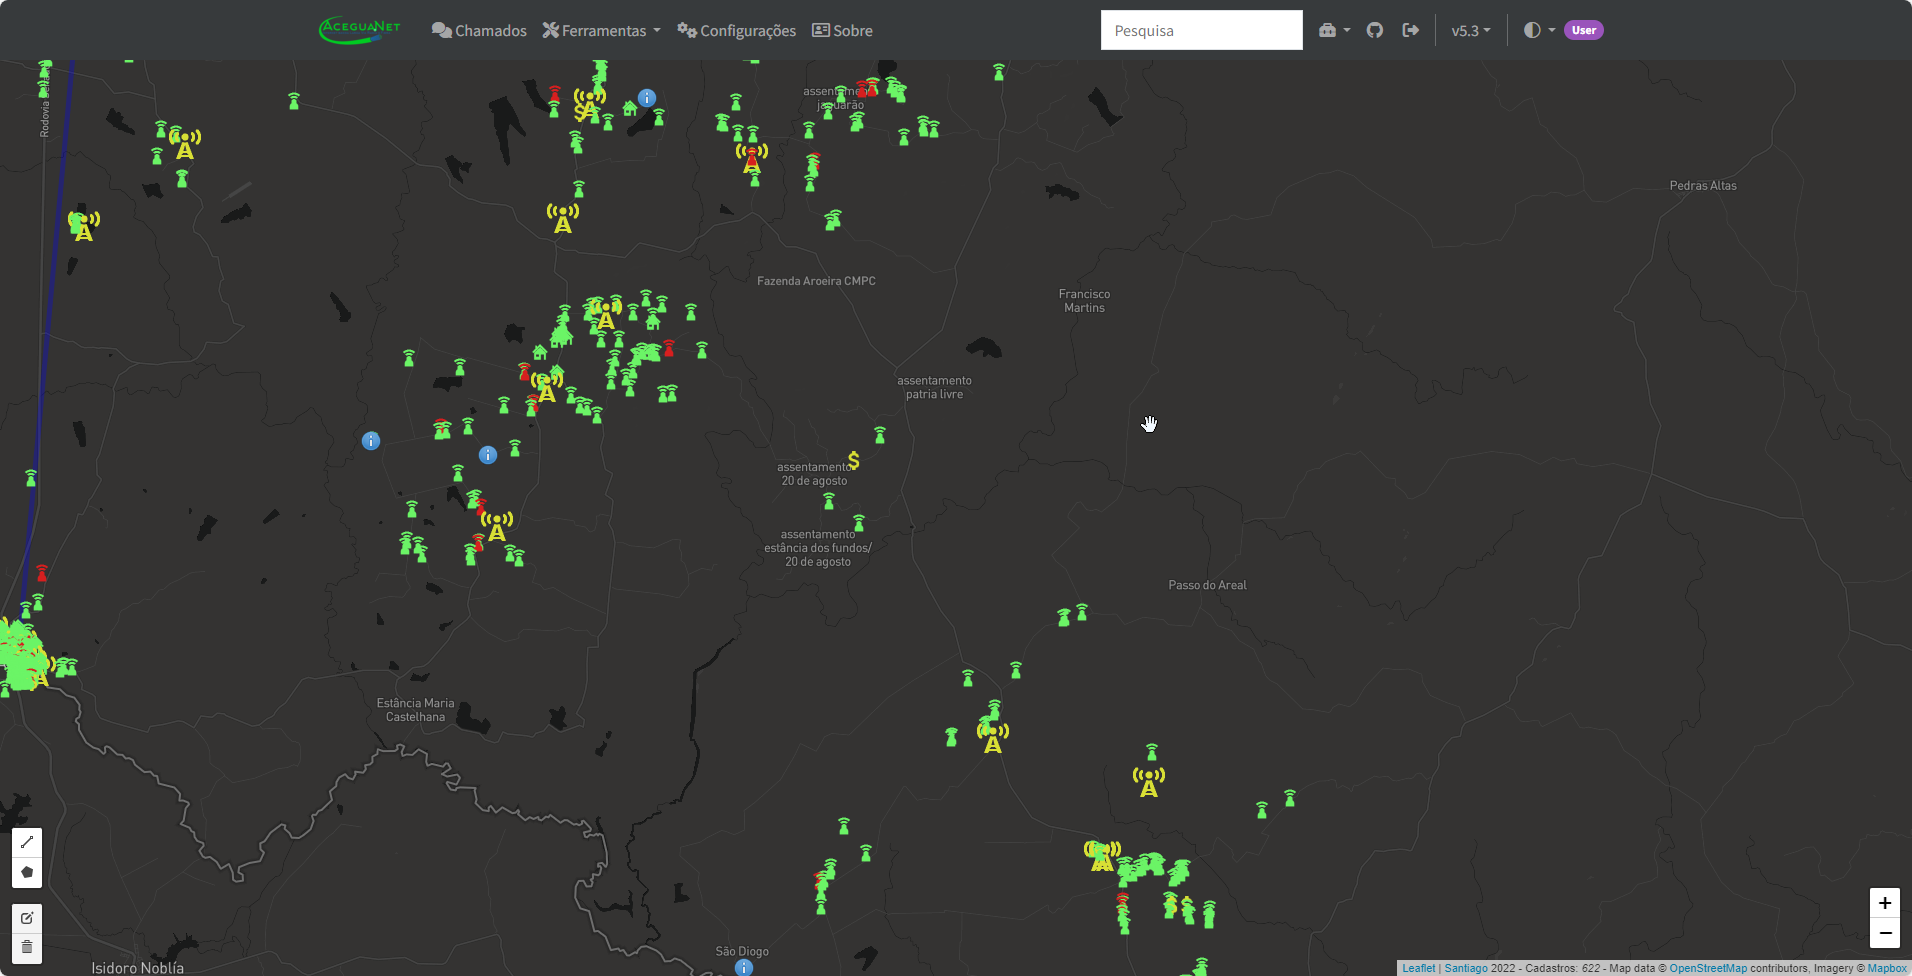 ACEGUANET
Chamados
Ferramentas
Configurações
Sobre
Pesquisa
v5.3
User
assentamento
jaguarão
Pedras Altas
Fazenda Aroeira CMPC
Francisco
Martins
assentamento
patria livre
assentamento
20 de agosto
assentamento
estância dos fundos/
20 de agosto
Passo do Areal
Estância Maria
Castelhana
São Diogo
Isidoro Noblía
+
−
Leaflet | Santiago 2022 - Cadastros: 622 - Map data © OpenStreetMap contributors, Imagery © Mapbox